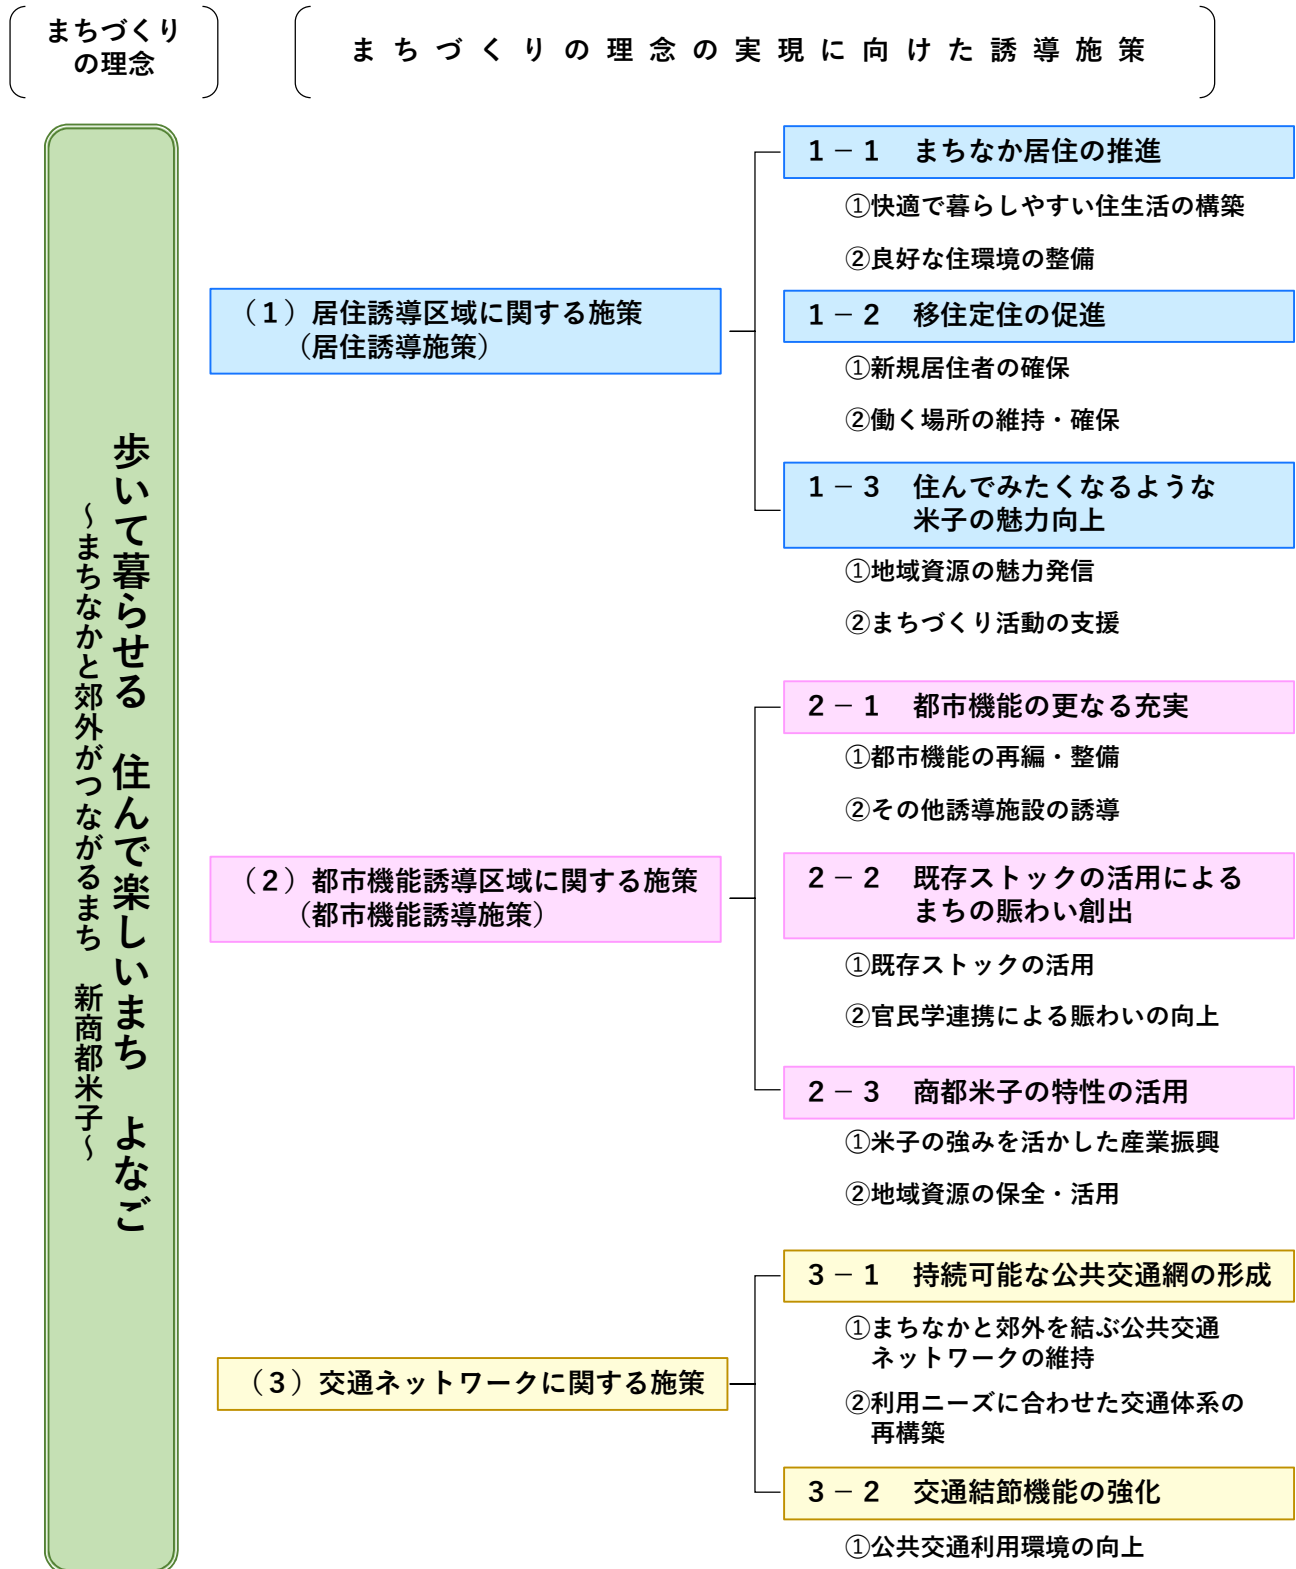 まちづくり
の理念
まちづくりの理念の実現に向けた誘導施策
歩いて暮らせる　住んで楽しいまち　よなご
～まちなかと郊外がつながるまち　新商都米子～
（１）居住誘導区域に関する施策
（居住誘導施策）
１－１　まちなか居住の推進
①快適で暮らしやすい住生活の構築
②良好な住環境の整備
１－２　移住定住の促進
①新規居住者の確保
②働く場所の維持・確保
１－３　住んでみたくなるような
米子の魅力向上
①地域資源の魅力発信
②まちづくり活動の支援
（２）都市機能誘導区域に関する施策
（都市機能誘導施策）
２－１　都市機能の更なる充実
①都市機能の再編・整備
②その他誘導施設の誘導
２－２　既存ストックの活用による
まちの賑わい創出
①既存ストックの活用
②官民学連携による賑わいの向上
２－３　商都米子の特性の活用
①米子の強みを活かした産業振興
②地域資源の保全・活用
（３）交通ネットワークに関する施策
３－１　持続可能な公共交通網の形成
①まちなかと郊外を結ぶ公共交通
ネットワークの維持
②利用ニーズに合わせた交通体系の
再構築
３－２　交通結節機能の強化
①公共交通利用環境の向上